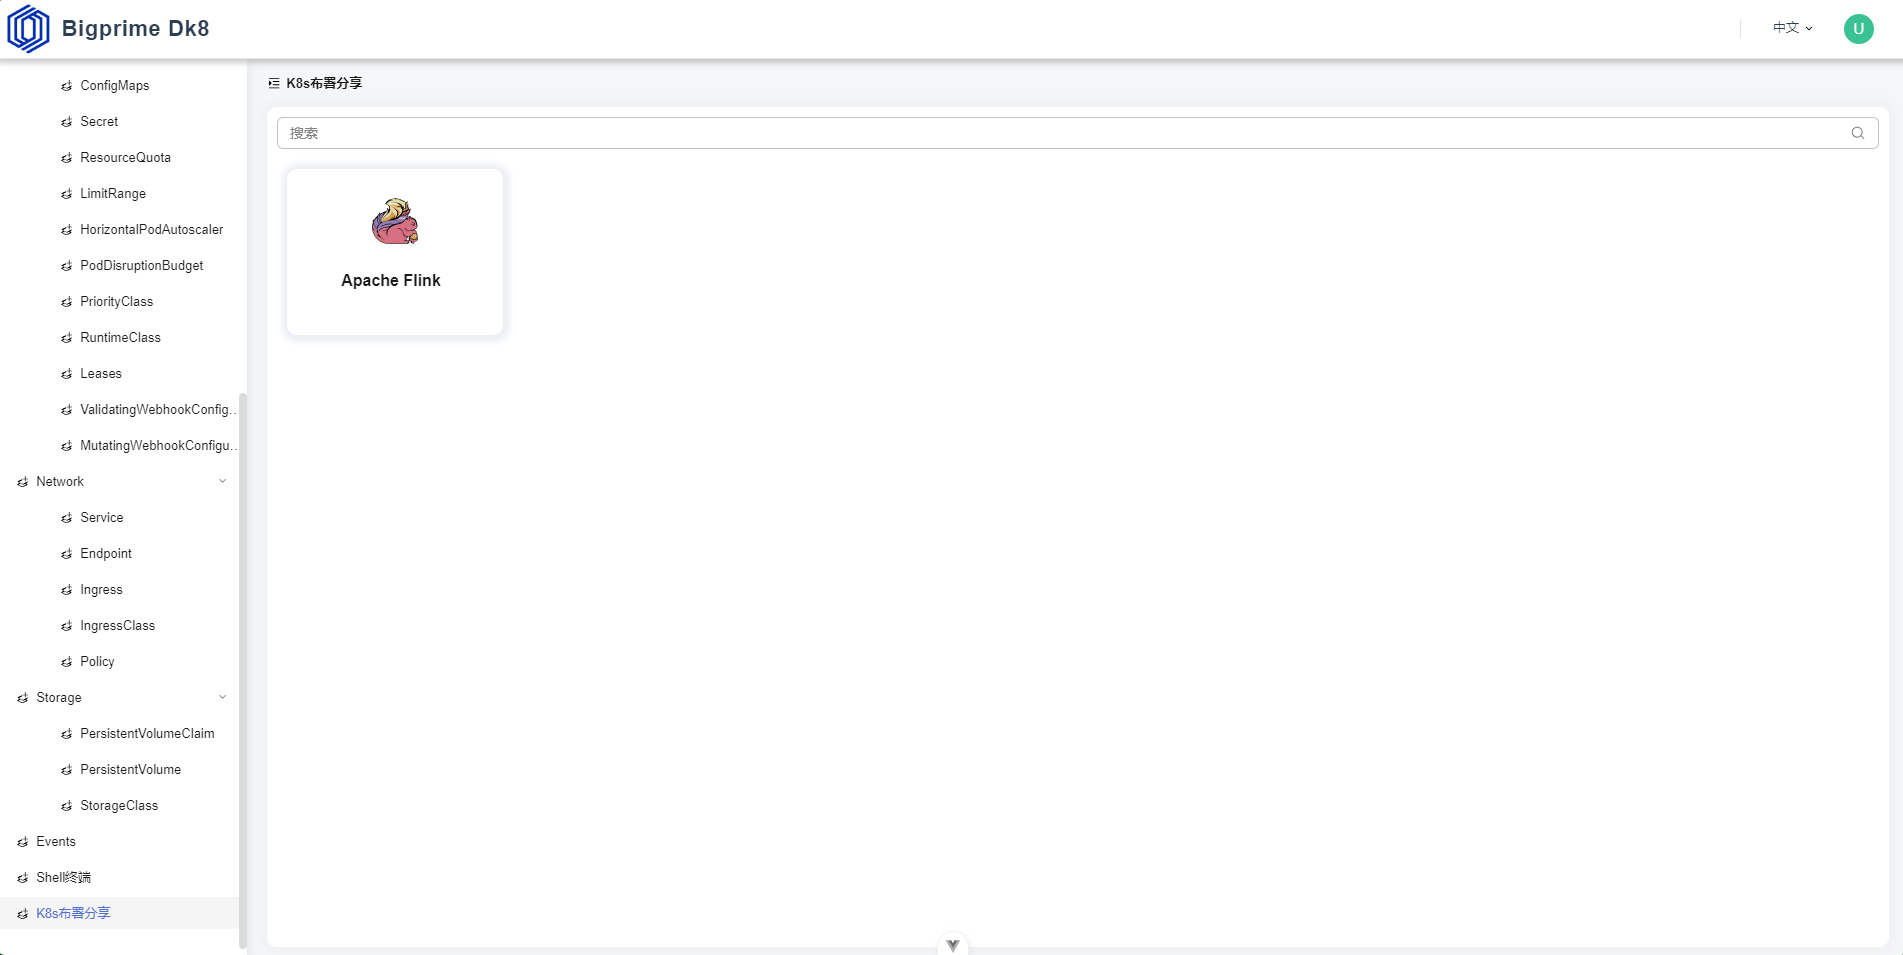 Bigprime Dk8
中文
U
ConfigMaps
Secret
ResourceQuota
LimitRange
HorizontalPodAutoscaler
PodDisruptionBudget
PriorityClass
RuntimeClass
Leases
ValidatingWebhookConfig...
MutatingWebhookConfigu...
Network
Service
Endpoint
Ingress
IngressClass
Policy
Storage
PersistentVolumeClaim
PersistentVolume
StorageClass
Events
Shell终端
K8s布署分享
K8s布署分享
搜索
Apache Flink